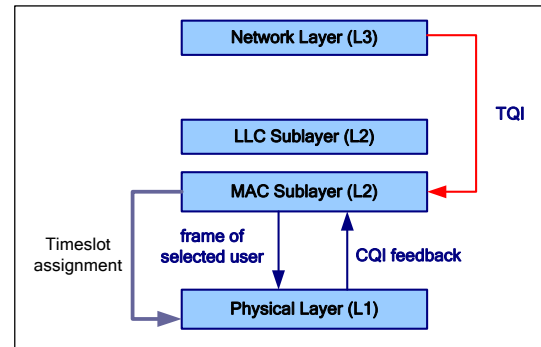 Network Layer (L3)
TQI
LLC Sublayer (L2)
MAC Sublayer (L2)
Timeslot
assignment
frame of
selected user
CQI feedback
Physical Layer (L1)